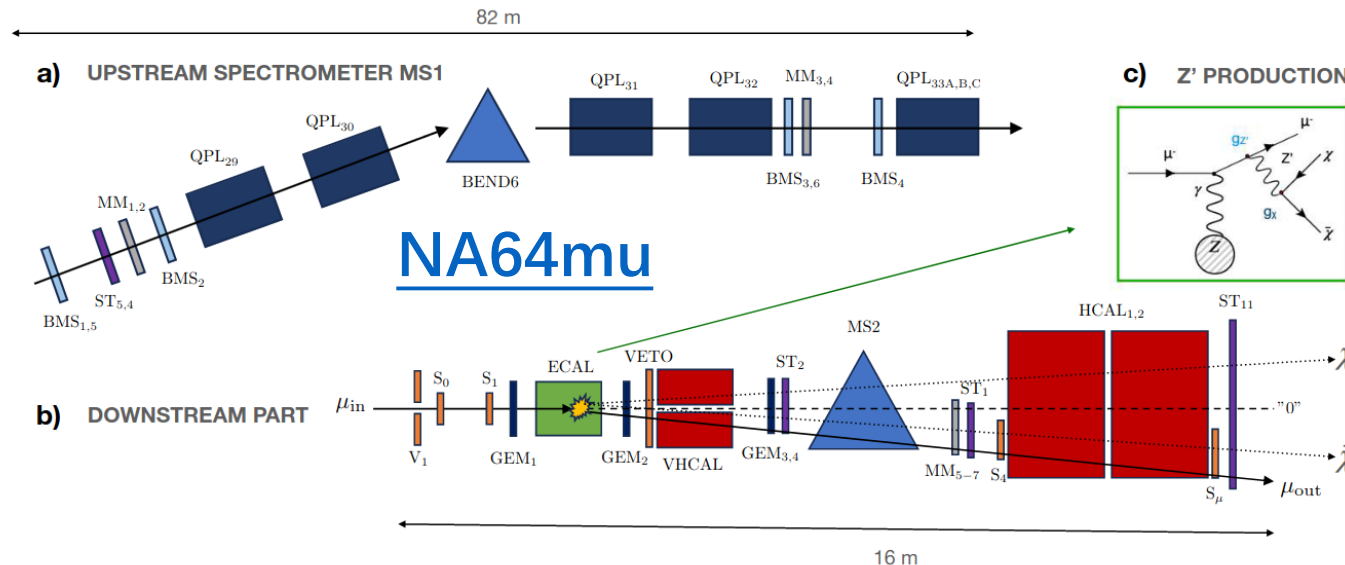 82 m
a) UPSTREAM SPECTROMETER MS1
c) Z' PRODUCTION
QPL31
QPL32
MM3,4
QPL33A,B,C
QPL30
QPL29
BEND6
BMS3,6
BMS4
MM1,2
BMS2
ST5,4
BMS1,5
NA64mu
μ-
gZ'
μ-
Z'
χ
γ
gχ
χ̄
Z
ST11
HCAL1,2
MS2
VETO
ECAL
ST2
S0
S1
ST1
μin
"0"
b) DOWNSTREAM PART
V1
GEM1
GEM2
VHCAL
GEM3,4
MM5−7
S4
Sμ
μout
16 m